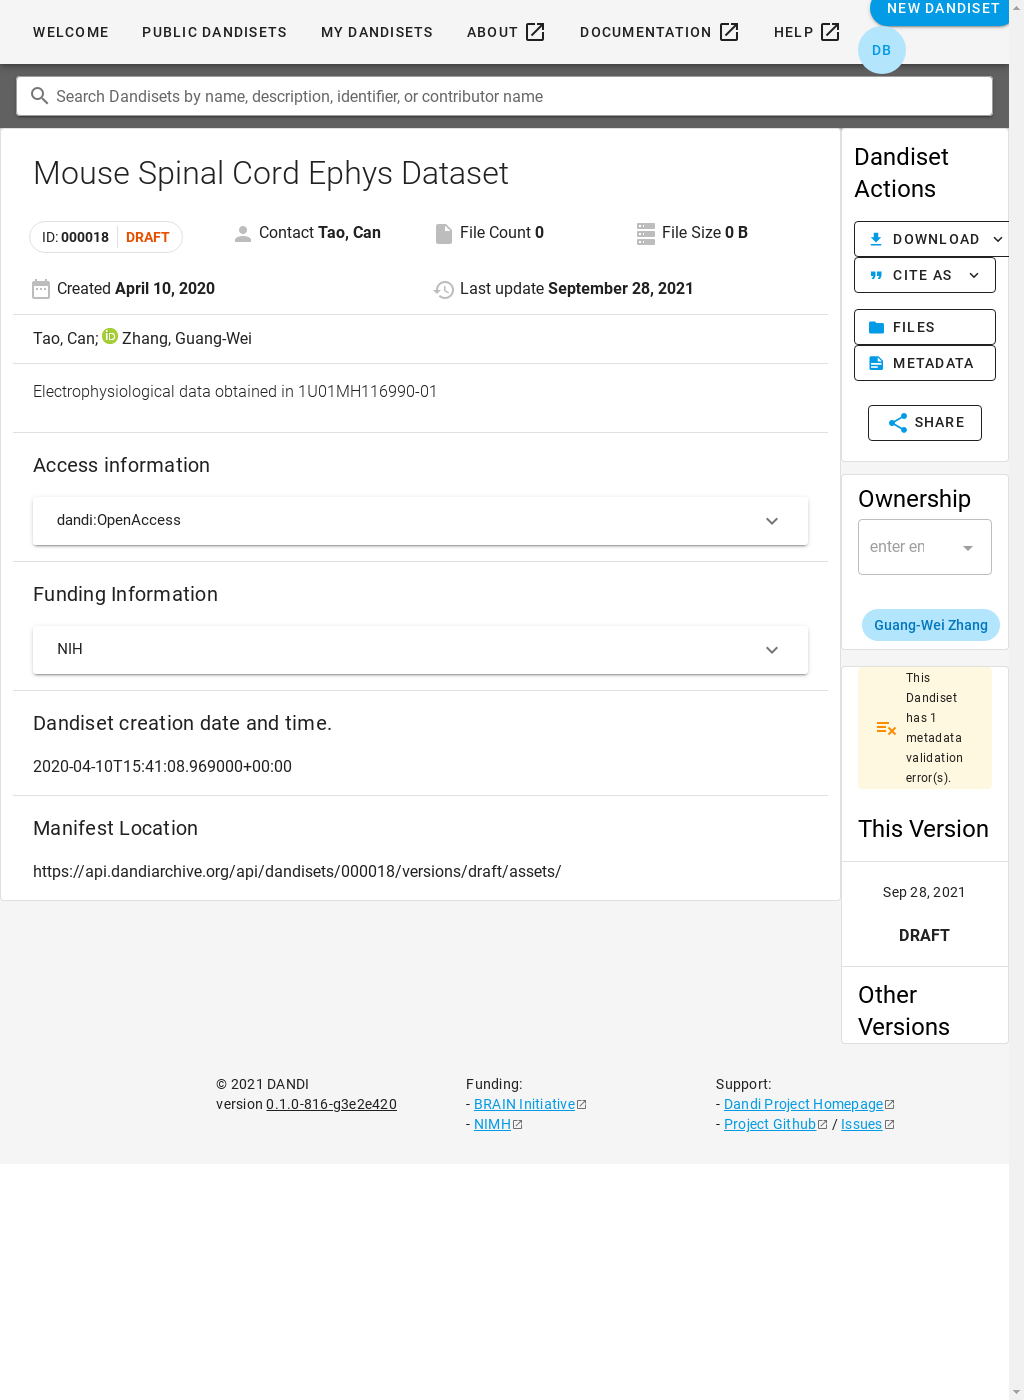 WELCOME PUBLIC DANDISETS MY DANDISETS ABOUT DOCUMENTATION HELP NEW DANDISET
DB
Search Dandisets by name, description, identifier, or contributor name
Mouse Spinal Cord Ephys Dataset
ID: 000018 DRAFT Contact Tao, Can File Count 0 File Size 0 B
Created April 10, 2020 Last update September 28, 2021
Tao, Can; iD Zhang, Guang-Wei
Electrophysiological data obtained in 1U01MH116990-01
Access information
dandi:OpenAccess
Funding Information
NIH
Dandiset creation date and time.
2020-04-10T15:41:08.969000+00:00
Manifest Location
https://api.dandiarchive.org/api/dandisets/000018/versions/draft/assets/
Dandiset
Actions
DOWNLOAD
CITE AS
FILES
METADATA
SHARE
Ownership
enter em
Guang-Wei Zhang
This
Dandiset
has 1
metadata
validation
error(s).
This Version
Sep 28, 2021
DRAFT
Other
Versions
© 2021 DANDI
version 0.1.0-816-g3e2e420
Funding:
- BRAIN Initiative
- NIMH
Support:
- Dandi Project Homepage
- Project Github / Issues